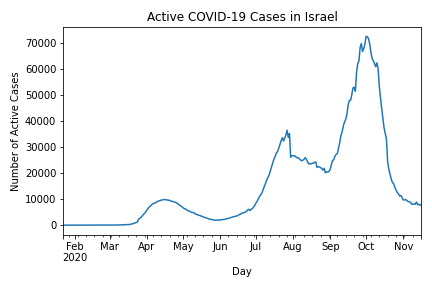 Active COVID-19 Cases in Israel
Number of Active Cases
70000
60000
50000
40000
30000
20000
10000
0
Feb Mar Apr May Jun Jul Aug Sep Oct Nov
2020
Day